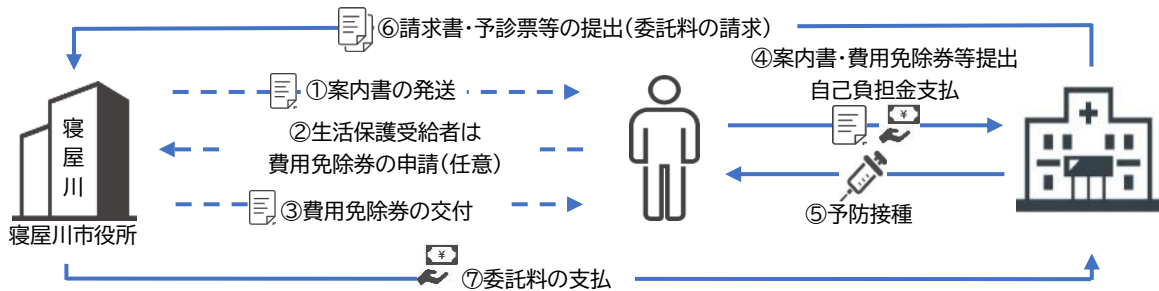 ⑥請求書・予診票等の提出(委託料の請求)
④案内書・費用免除券等提出
自己負担金支払
¥
①案内書の発送
②生活保護受給者は
費用免除券の申請(任意)
③費用免除券の交付
⑤予防接種
寝屋川
寝屋川市役所
¥
⑦委託料の支払